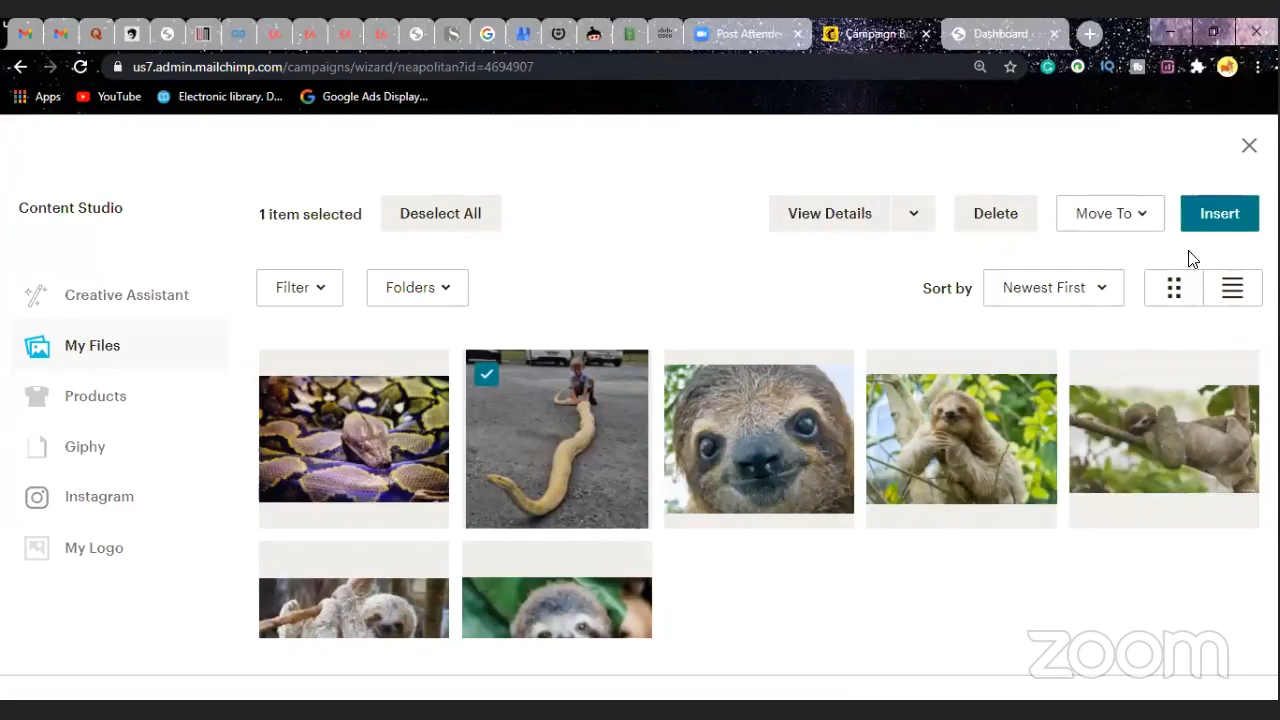 Post Attende
Campaign B
Dashboard
us7.admin.mailchimp.com/campaigns/wizard/neapolitan?id=4694907
Apps
YouTube
Electronic library. D...
Google Ads Display...
Content Studio
1 item selected
Deselect All
View Details
Delete
Move To
Insert
Filter
Folders
Sort by
Newest First
Creative Assistant
My Files
Products
Giphy
Instagram
My Logo
zoom